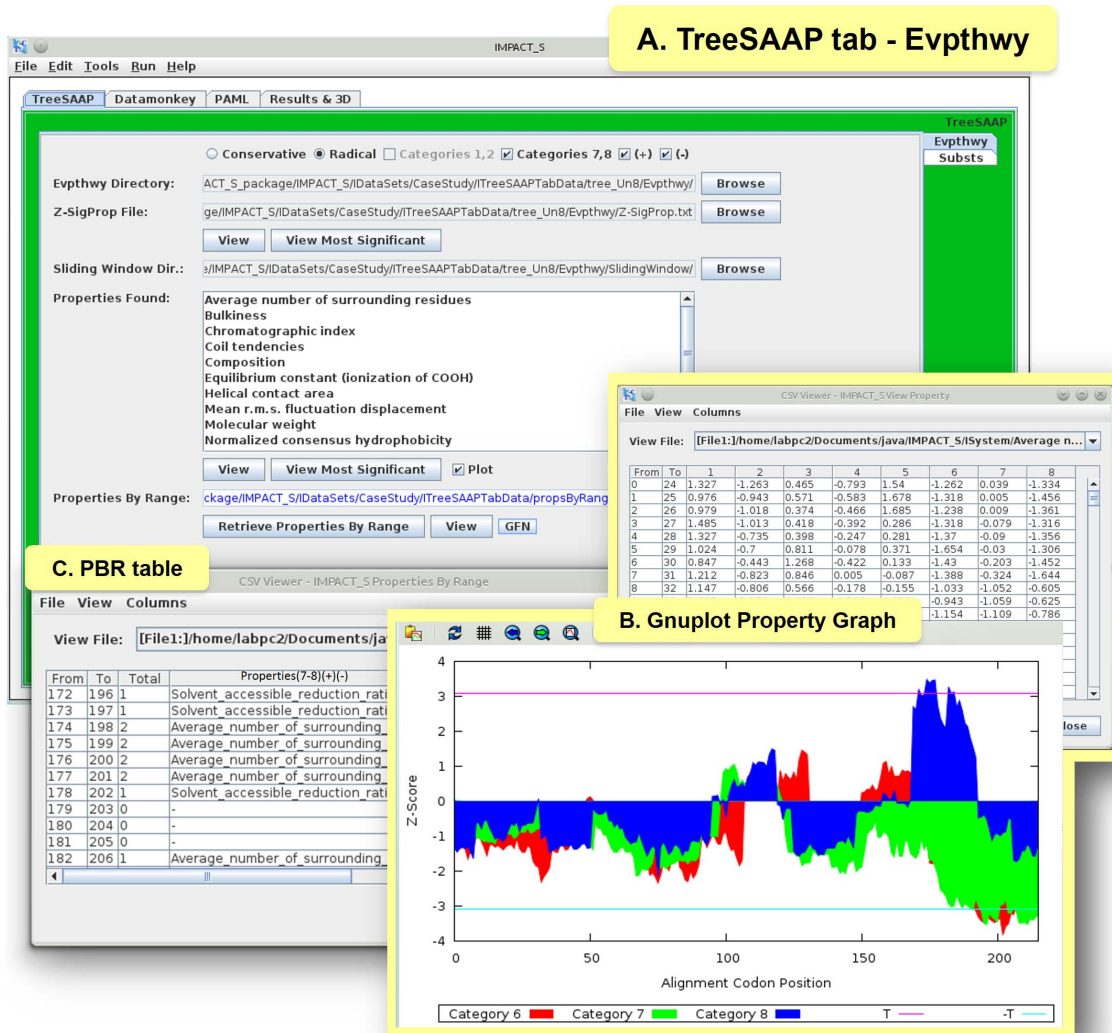 A. TreeSAAP tab - Evpthwy
IMPACT_S
File Edit Tools Run Help
TreeSAAP Datamonkey PAML Results & 3D
TreeSAAP
Evpthwy
Substs
Conservative Radical Categories 1,2 Categories 7,8 (+) (-)
Evpthwy Directory: ACT_S_package/IMPACT_S/IDataSets/CaseStudy/ITreeSAAPTabData/tree_Un8/Evpthwy/ Browse
Z-SigProp File: ge/IMPACT_S/IDataSets/CaseStudy/ITreeSAAPTabData/tree_Un8/Evpthwy/Z-SigProp.txt Browse
View View Most Significant
Sliding Window Dir.: e/IMPACT_S/IDataSets/CaseStudy/ITreeSAAPTabData/tree_Un8/Evpthwy/SlidingWindow/ Browse
Properties Found:
Average number of surrounding residues
Bulkiness
Chromatographic index
Coil tendencies
Composition
Equilibrium constant (ionization of COOH)
Helical contact area
Mean r.m.s. fluctuation displacement
Molecular weight
Normalized consensus hydrophobicity
View View Most Significant Plot
Properties By Range: ckage/IMPACT_S/IDataSets/CaseStudy/ITreeSAAPTabData/propsByRang
Retrieve Properties By Range View GFN
CSV Viewer - IMPACT_S View Property
File View Columns
View File: [File1:]/home/labpc2/Documents/java/IMPACT_S/ISystem/Average n...
From To 1 2 3 4 5 6 7 8
0 24 1.327 -1.263 0.465 -0.793 1.54 -1.262 0.039 -1.334
1 25 0.976 -0.943 0.571 -0.583 1.678 -1.318 0.005 -1.456
2 26 0.979 -1.018 0.374 -0.466 1.685 -1.238 0.009 -1.361
3 27 1.485 -1.013 0.418 -0.392 0.286 -1.318 -0.079 -1.316
4 28 1.327 -0.735 0.398 -0.247 0.281 -1.37 -0.09 -1.356
5 29 1.024 -0.7 0.811 -0.078 0.371 -1.654 -0.03 -1.306
6 30 0.847 -0.443 1.268 -0.422 0.133 -1.43 -0.203 -1.452
7 31 1.212 -0.823 0.846 0.005 -0.087 -1.388 -0.324 -1.644
8 32 1.147 -0.806 0.566 -0.178 -0.155 -1.033 -1.052 -0.605
-0.943 -1.059 -0.625
-1.154 -1.109 -0.786
lose
C. PBR table
CSV Viewer - IMPACT_S Properties By Range
File View Columns
View File: [File1:]/home/labpc2/Documents/ja
From To Total Properties(7-8)(+)(-)
172 196 1 Solvent_accessible_reduction_rati
173 197 1 Solvent_accessible_reduction_rati
174 198 2 Average_number_of_surrounding_
175 199 2 Average_number_of_surrounding_
176 200 2 Average_number_of_surrounding_
177 201 2 Average_number_of_surrounding_
178 202 1 Solvent_accessible_reduction_rati
179 203 0 -
180 204 0 -
181 205 0 -
182 206 1 Average_number_of_surrounding_
B. Gnuplot Property Graph
4
3
2
1
0
-1
-2
-3
-4
Z-Score
0 50 100 150 200
Alignment Codon Position
Category 6 Category 7 Category 8 T -T